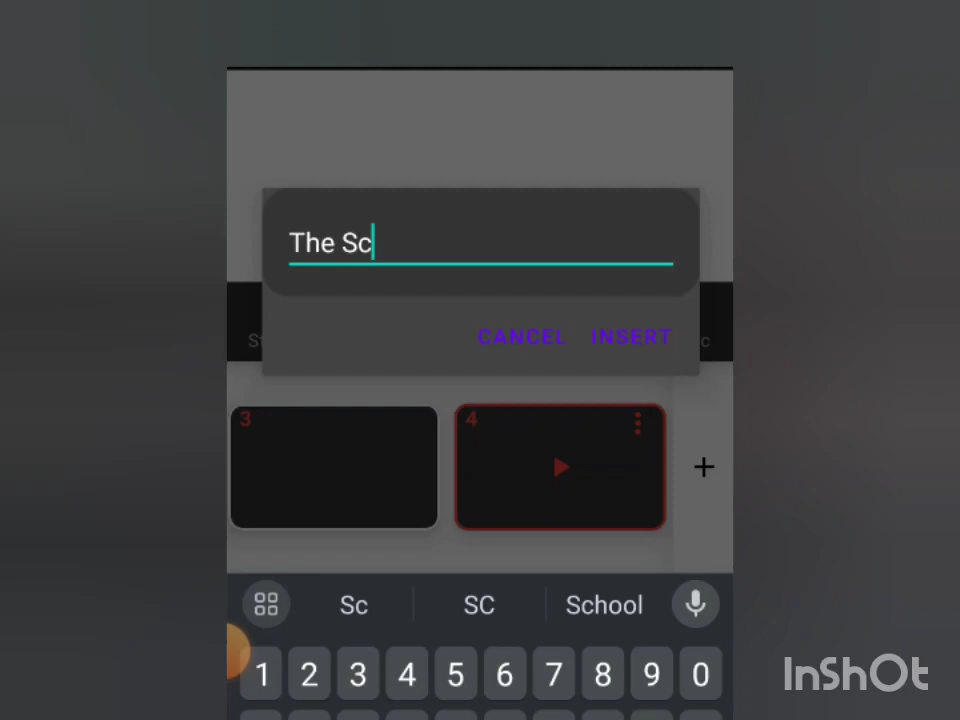 The Sc
St
CANCEL INSERT
c
3
4
+
Sc SC School
1 2 3 4 5 6 7 8 9 0
InShOt